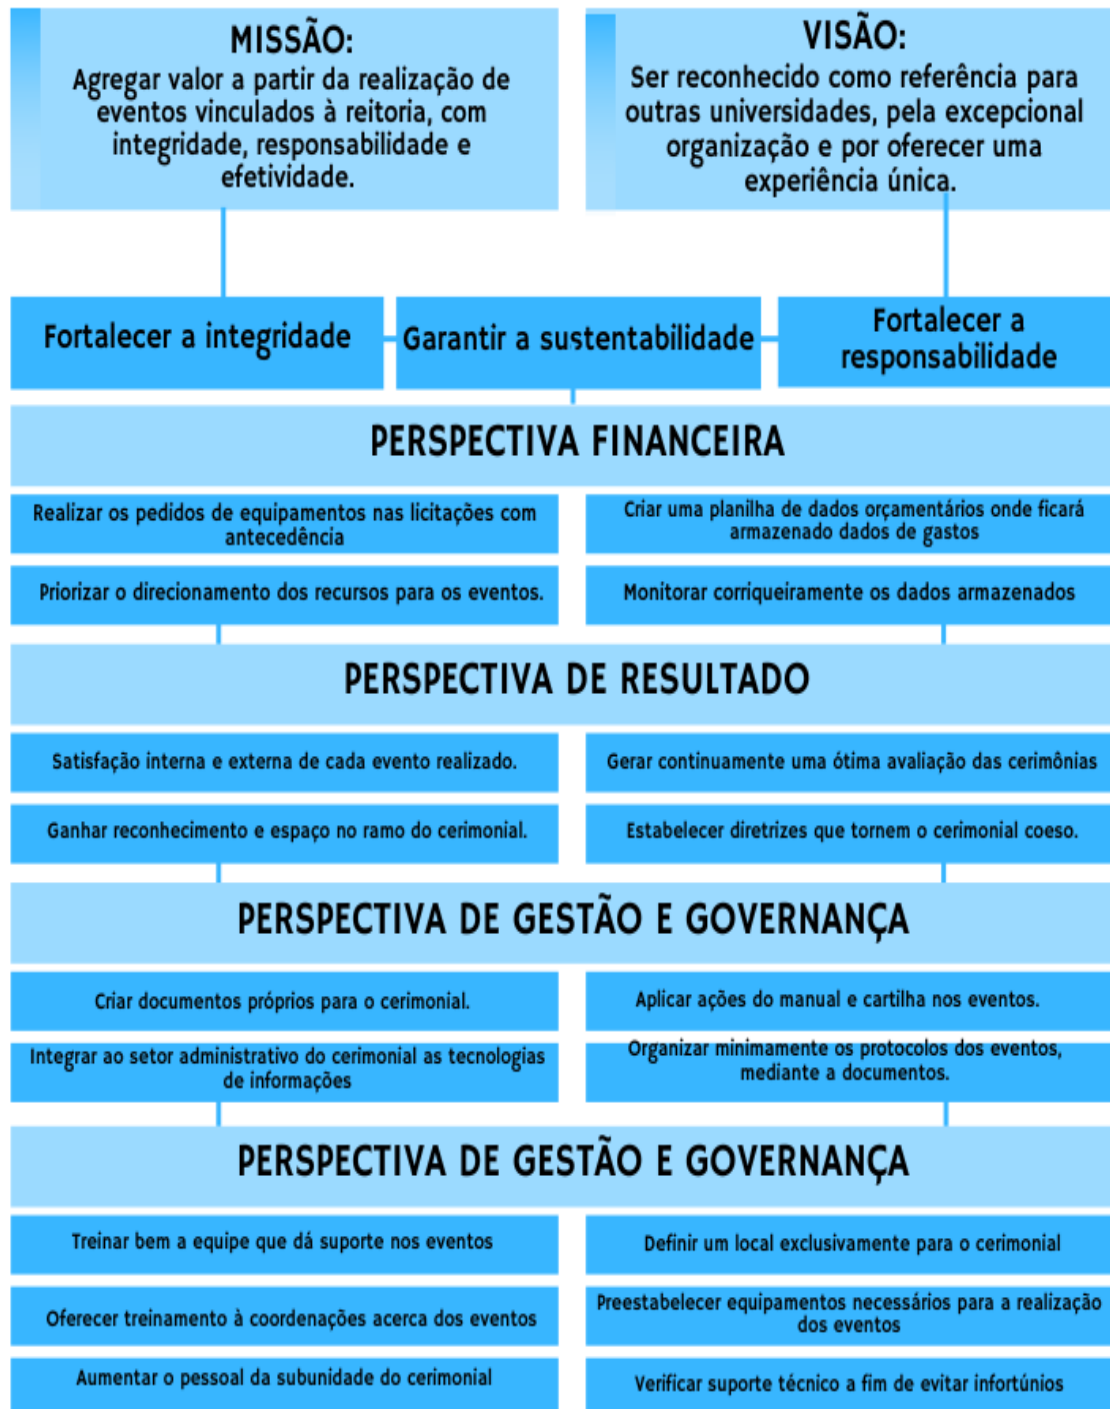 MISSÃO:
Agregar valor a partir da realização de
eventos vinculados à reitoria, com
integridade, responsabilidade e
efetividade.
VISÃO:
Ser reconhecido como referência para
outras universidades, pela excepcional
organização e por oferecer uma
experiência única.
Fortalecer a integridade
Garantir a sustentabilidade
Fortalecer a
responsabilidade
PERSPECTIVA FINANCEIRA
Realizar os pedidos de equipamentos nas licitações com
antecedência
Criar uma planilha de dados orçamentários onde ficará
armazenado dados de gastos
Priorizar o direcionamento dos recursos para os eventos.
Monitorar corriqueiramente os dados armazenados
PERSPECTIVA DE RESULTADO
Satisfação interna e externa de cada evento realizado.
Gerar continuamente uma ótima avaliação das cerimônias
Ganhar reconhecimento e espaço no ramo do cerimonial.
Estabelecer diretrizes que tornem o cerimonial coeso.
PERSPECTIVA DE GESTÃO E GOVERNANÇA
Criar documentos próprios para o cerimonial.
Aplicar ações do manual e cartilha nos eventos.
Integrar ao setor administrativo do cerimonial as tecnologias
de informações
Organizar minimamente os protocolos dos eventos,
mediante a documentos.
PERSPECTIVA DE GESTÃO E GOVERNANÇA
Treinar bem a equipe que dá suporte nos eventos
Definir um local exclusivamente para o cerimonial
Oferecer treinamento à coordenações acerca dos eventos
Preestabelecer equipamentos necessários para a realização
dos eventos
Aumentar o pessoal da subunidade do cerimonial
Verificar suporte técnico a fim de evitar infortúnios